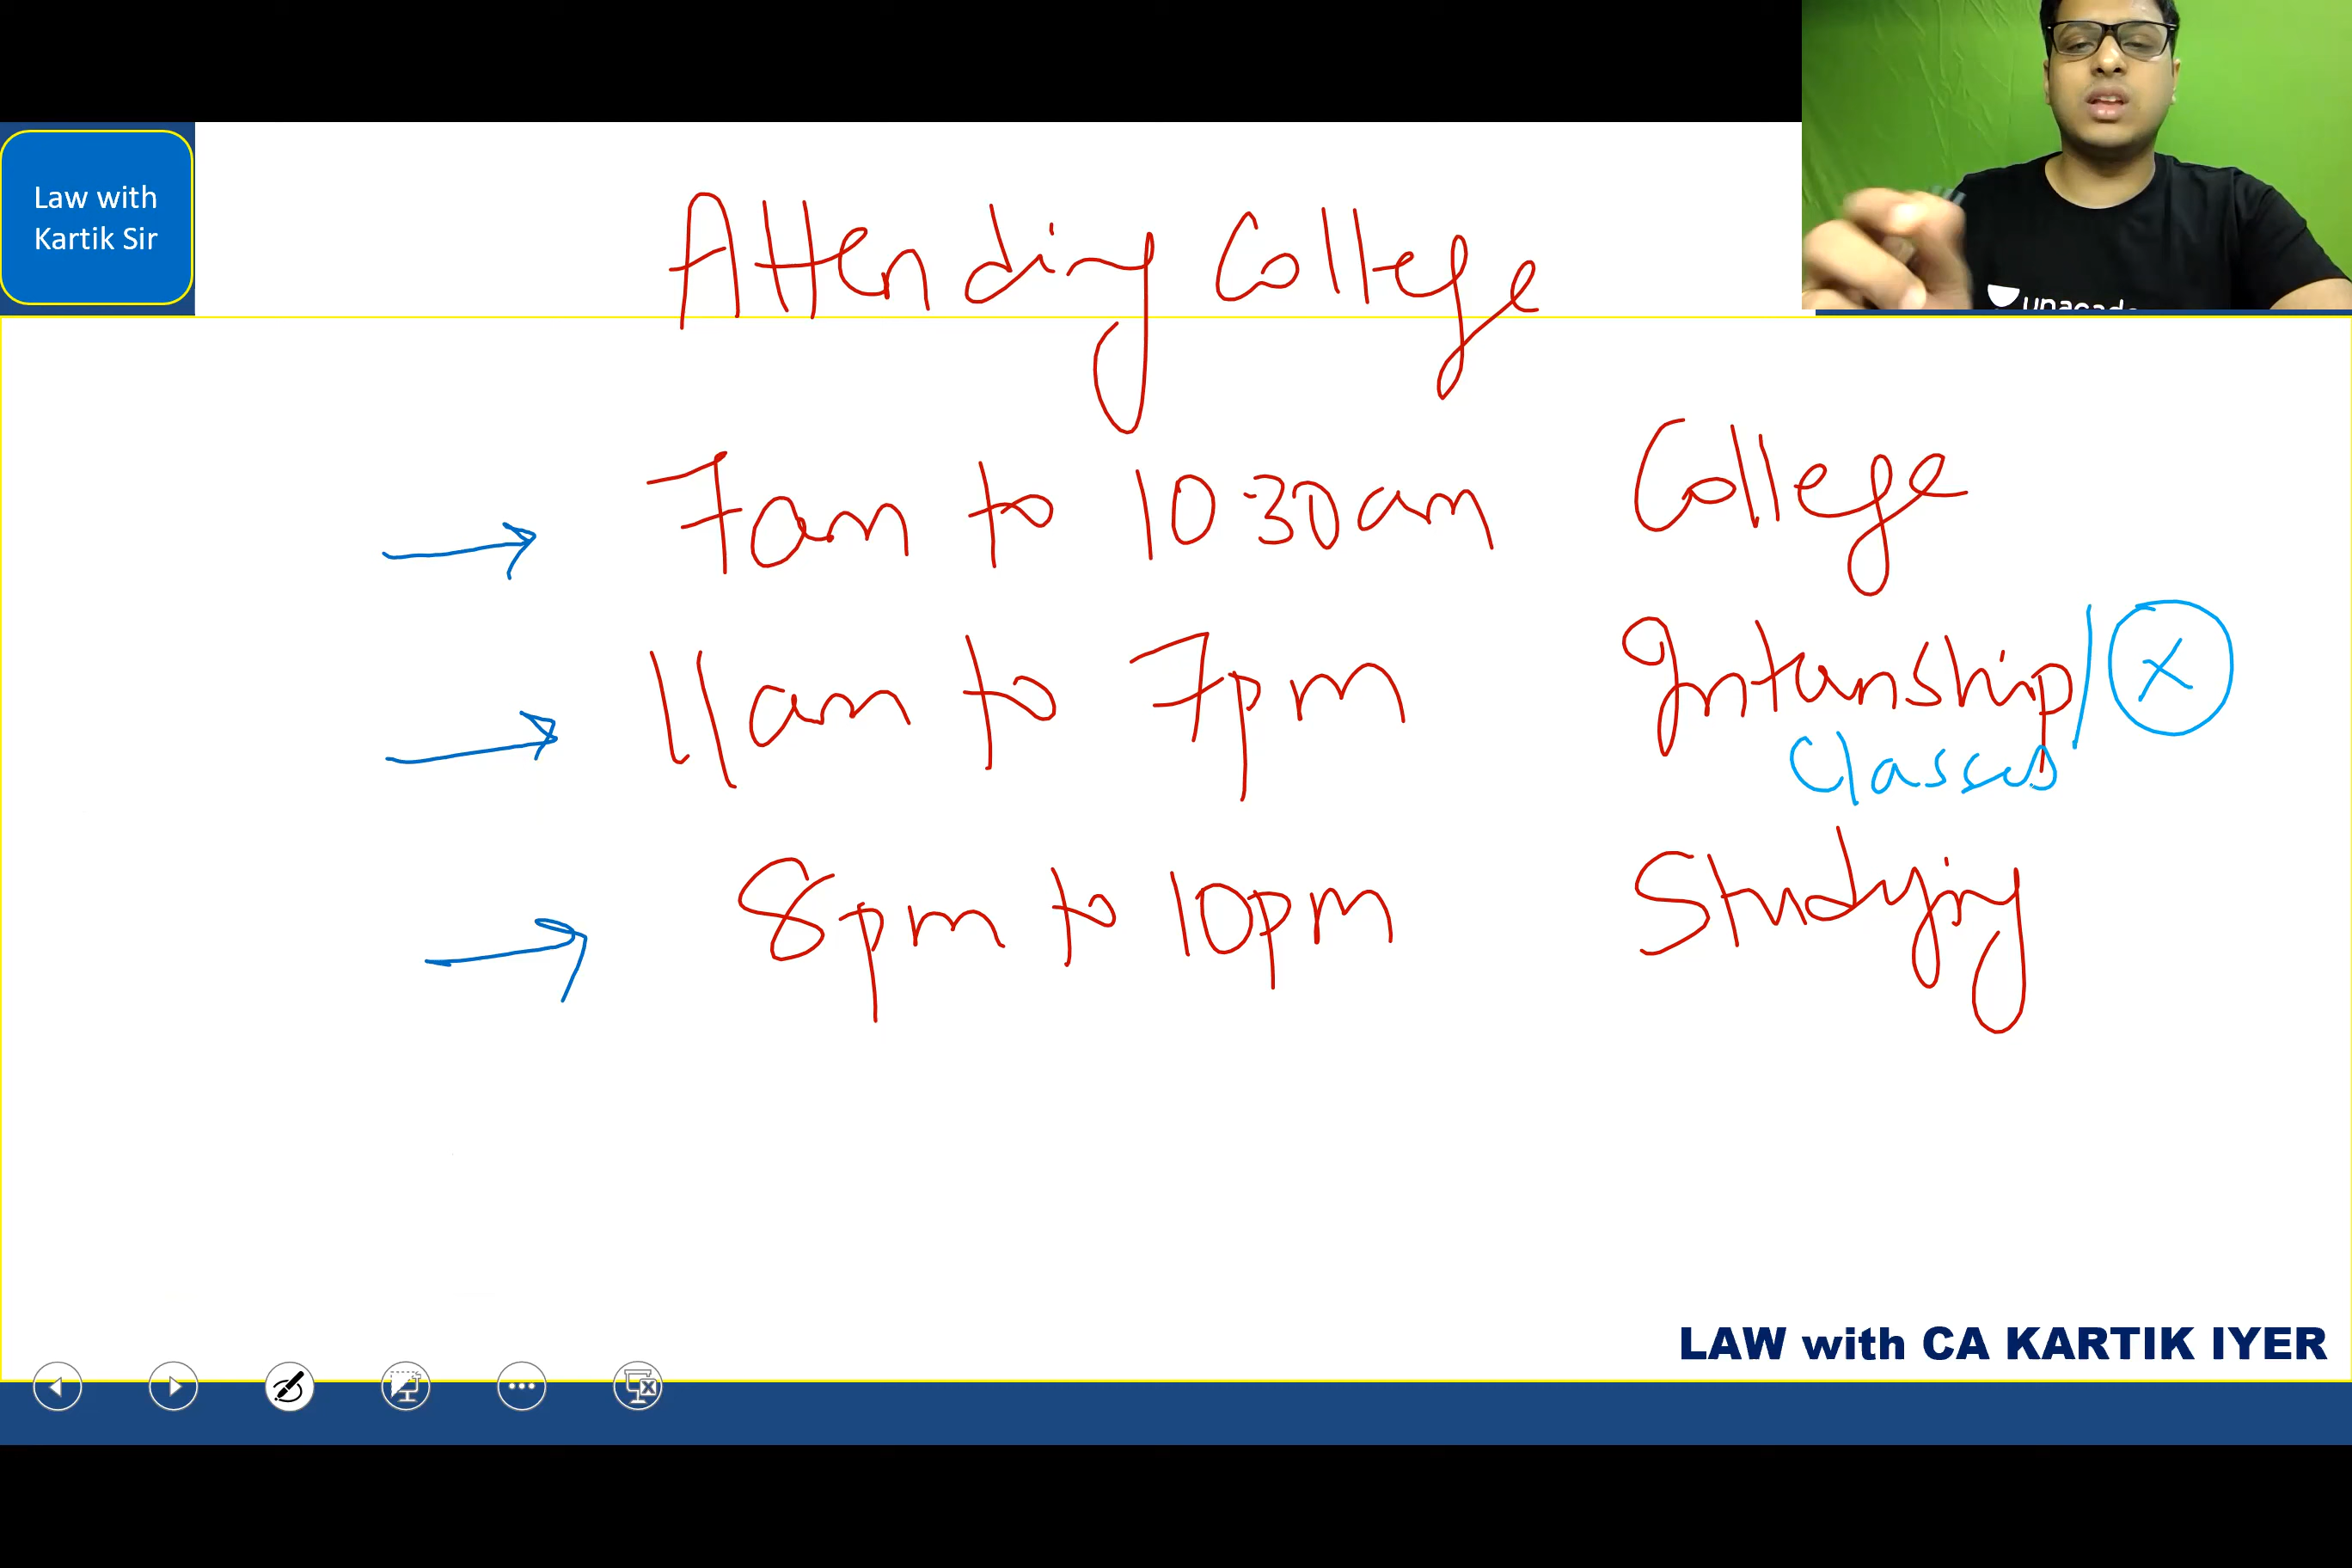 Law with
Kartik Sir
Attending College
7am to 10.30am College
11am to 7pm Internship / X
Classes
8pm to 10pm Studying
LAW with CA KARTIK IYER